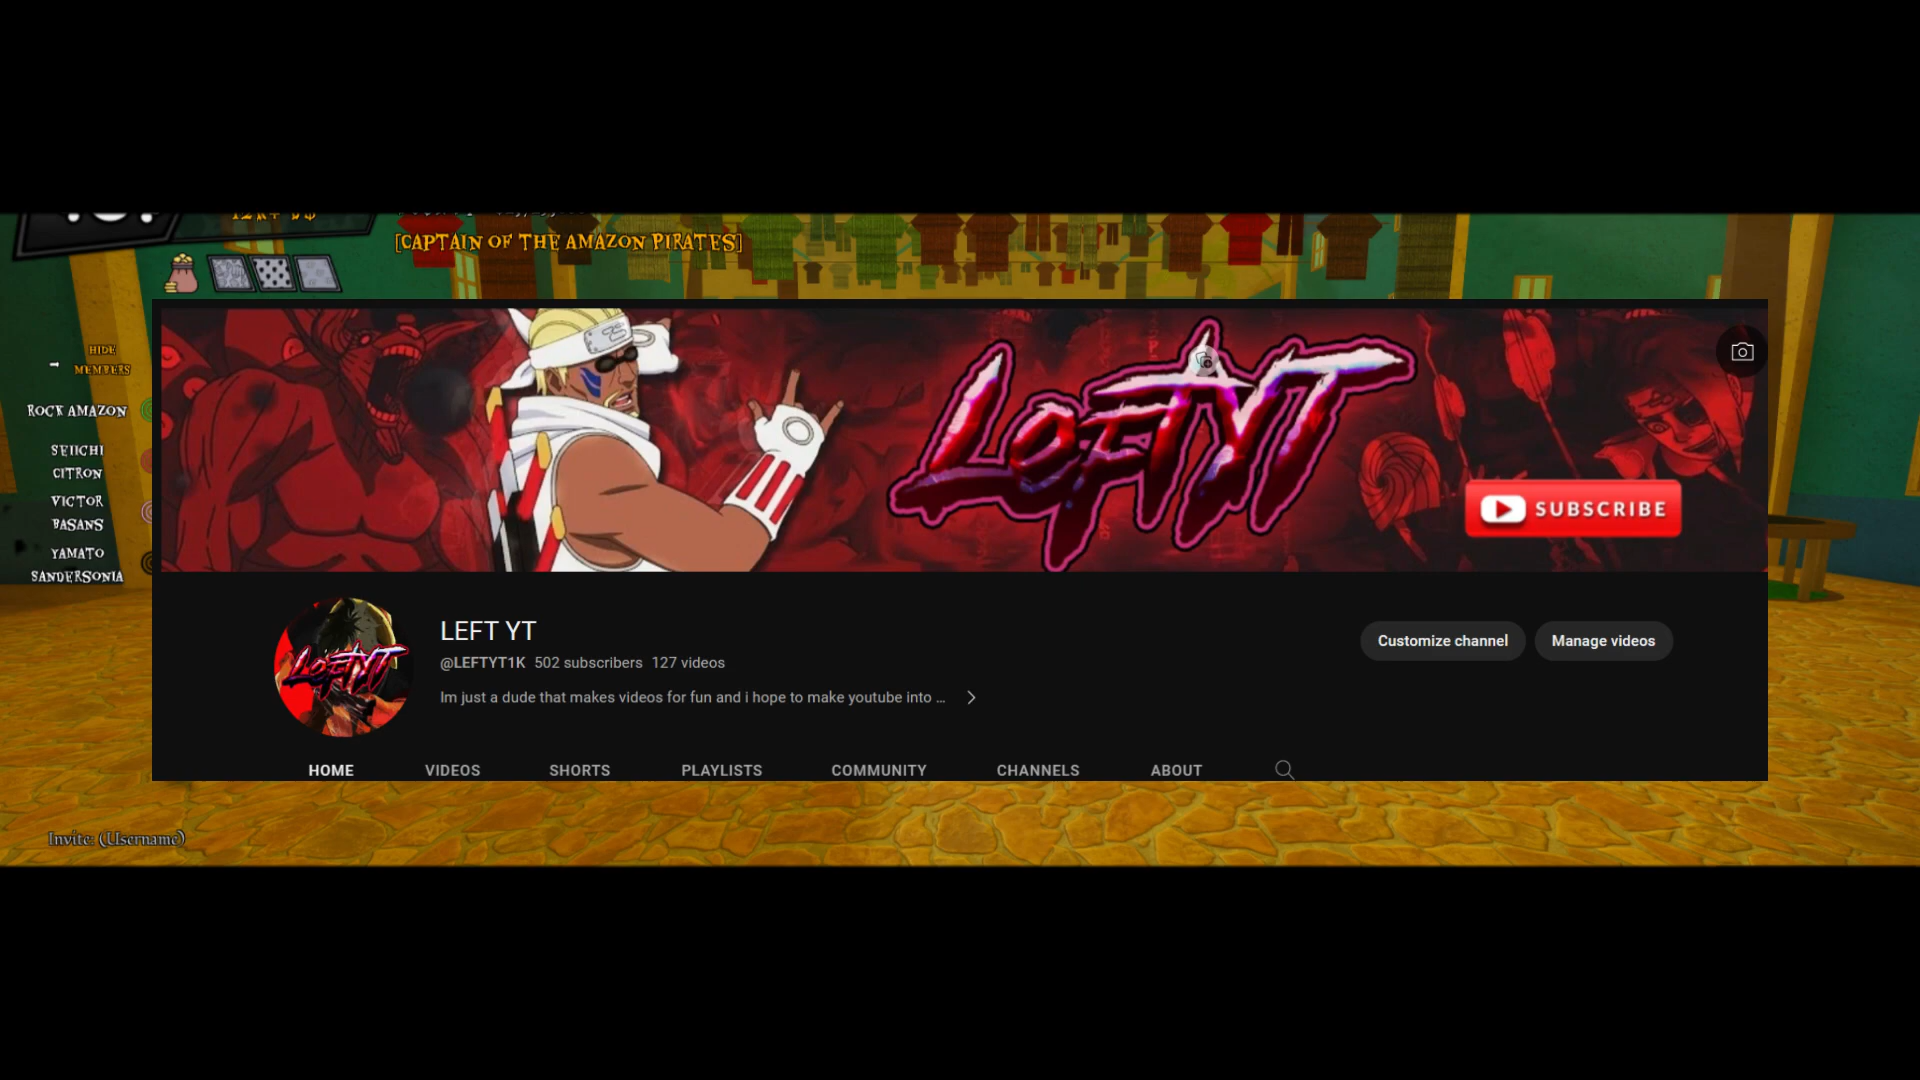 [CAPTAIN OF THE AMAZON PIRATES]
HIDE
MEMBERS
ROCK AMAZON
SEIICHI
CITRON
VICTOR
BASANS
YAMATO
SANDERSONIA
LEFTYT
SUBSCRIBE
LEFTYT
LEFT YT
@LEFTYT1K 502 subscribers 127 videos
Im just a dude that makes videos for fun and i hope to make youtube into ...
Customize channel
Manage videos
HOME VIDEOS SHORTS PLAYLISTS COMMUNITY CHANNELS ABOUT
Invite: (Username)